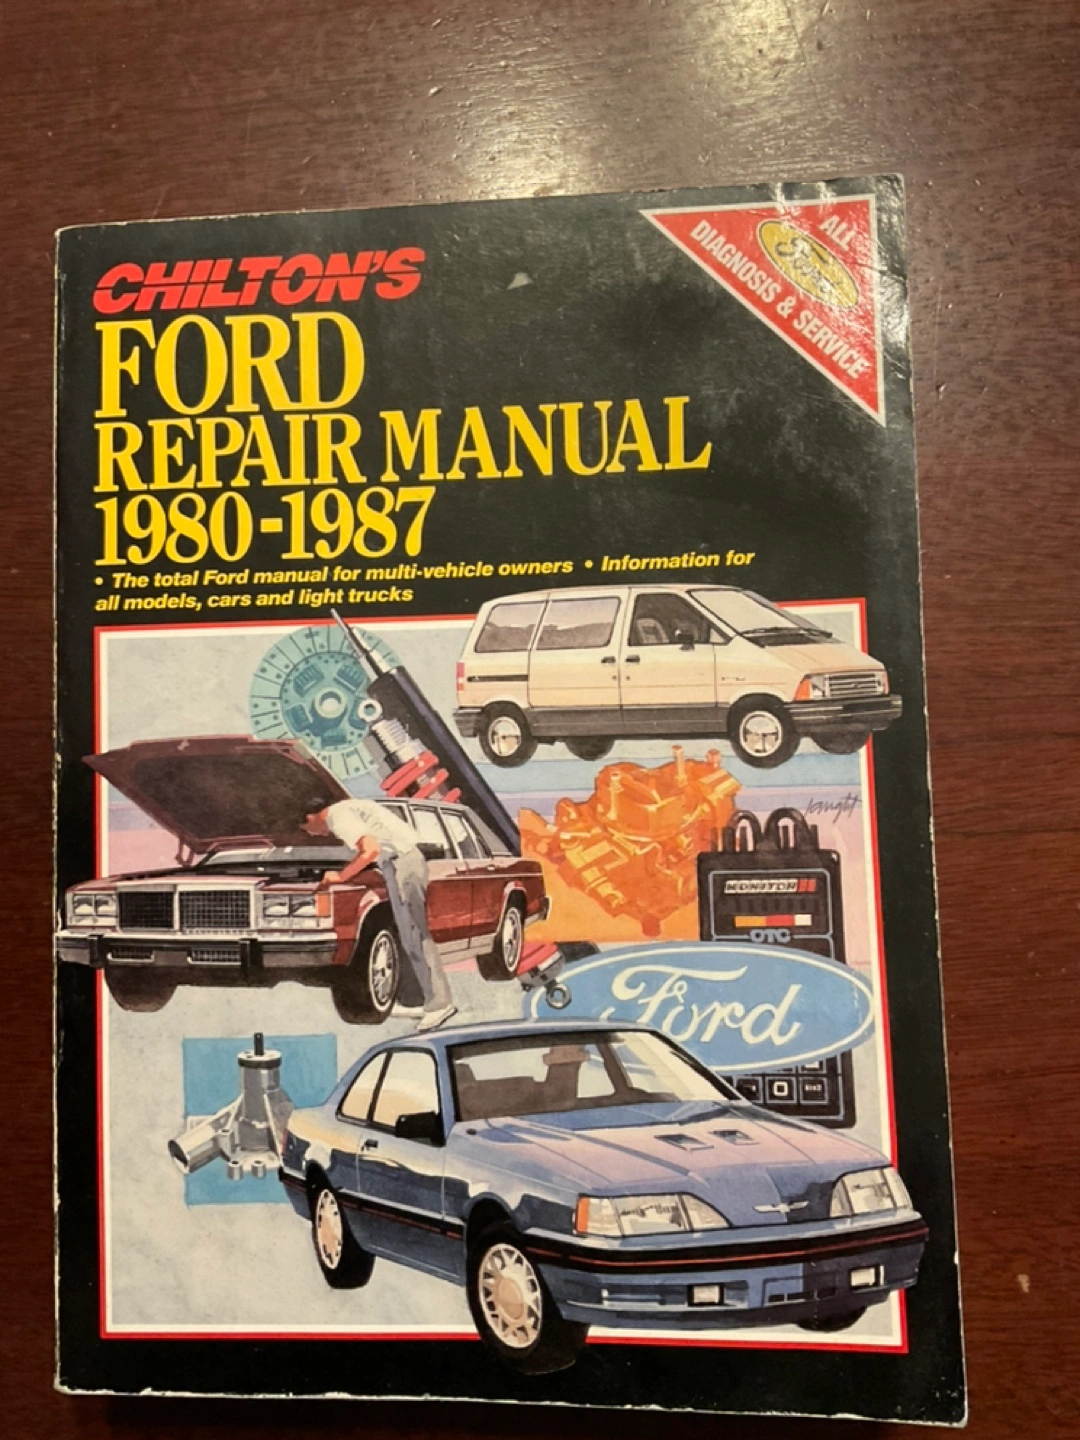 CHILTON'S
FORD
REPAIR MANUAL
1980-1987
• The total Ford manual for multi-vehicle owners • Information for
all models, cars and light trucks
ALL
Ford
DIAGNOSIS & SERVICE
MONITOR
OTC
Ford